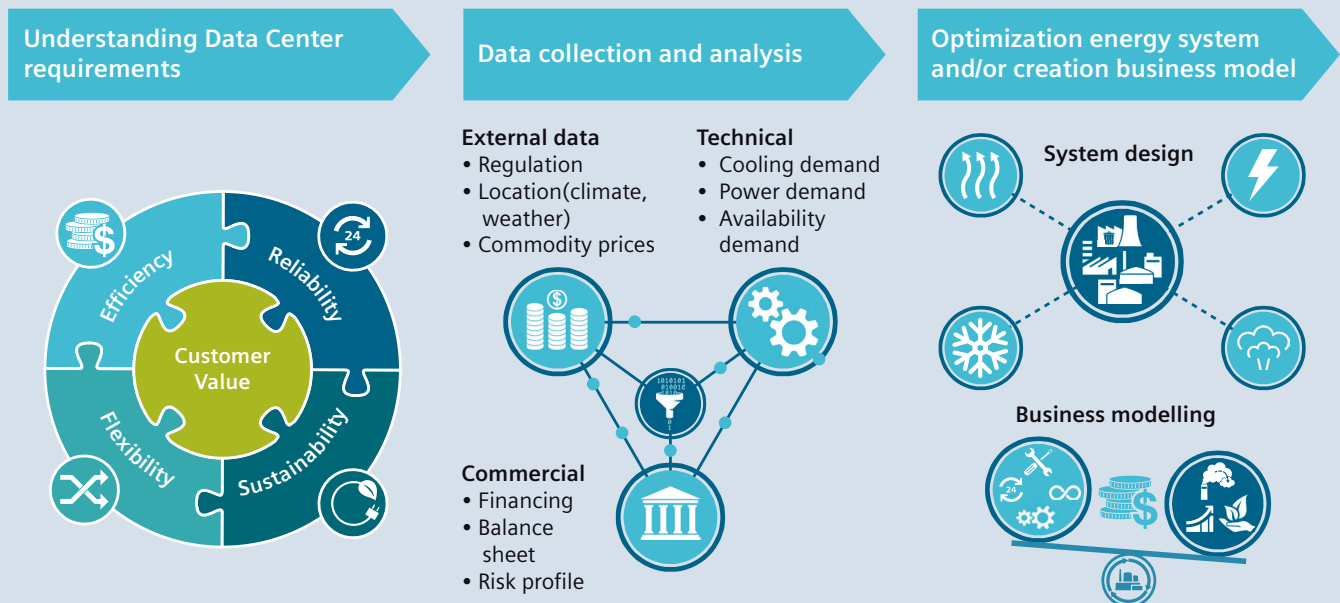 Understanding Data Center
requirements
Data collection and analysis
Optimization energy system
and/or creation business model
Efficiency
24
Reliability
Customer
Value
Flexibility
Sustainability
External data
• Regulation
• Location(climate,
weather)
• Commodity prices
Technical
• Cooling demand
• Power demand
• Availability
demand
1010101
010010
Commercial
• Financing
• Balance
sheet
• Risk profile
System design
Business modelling
24